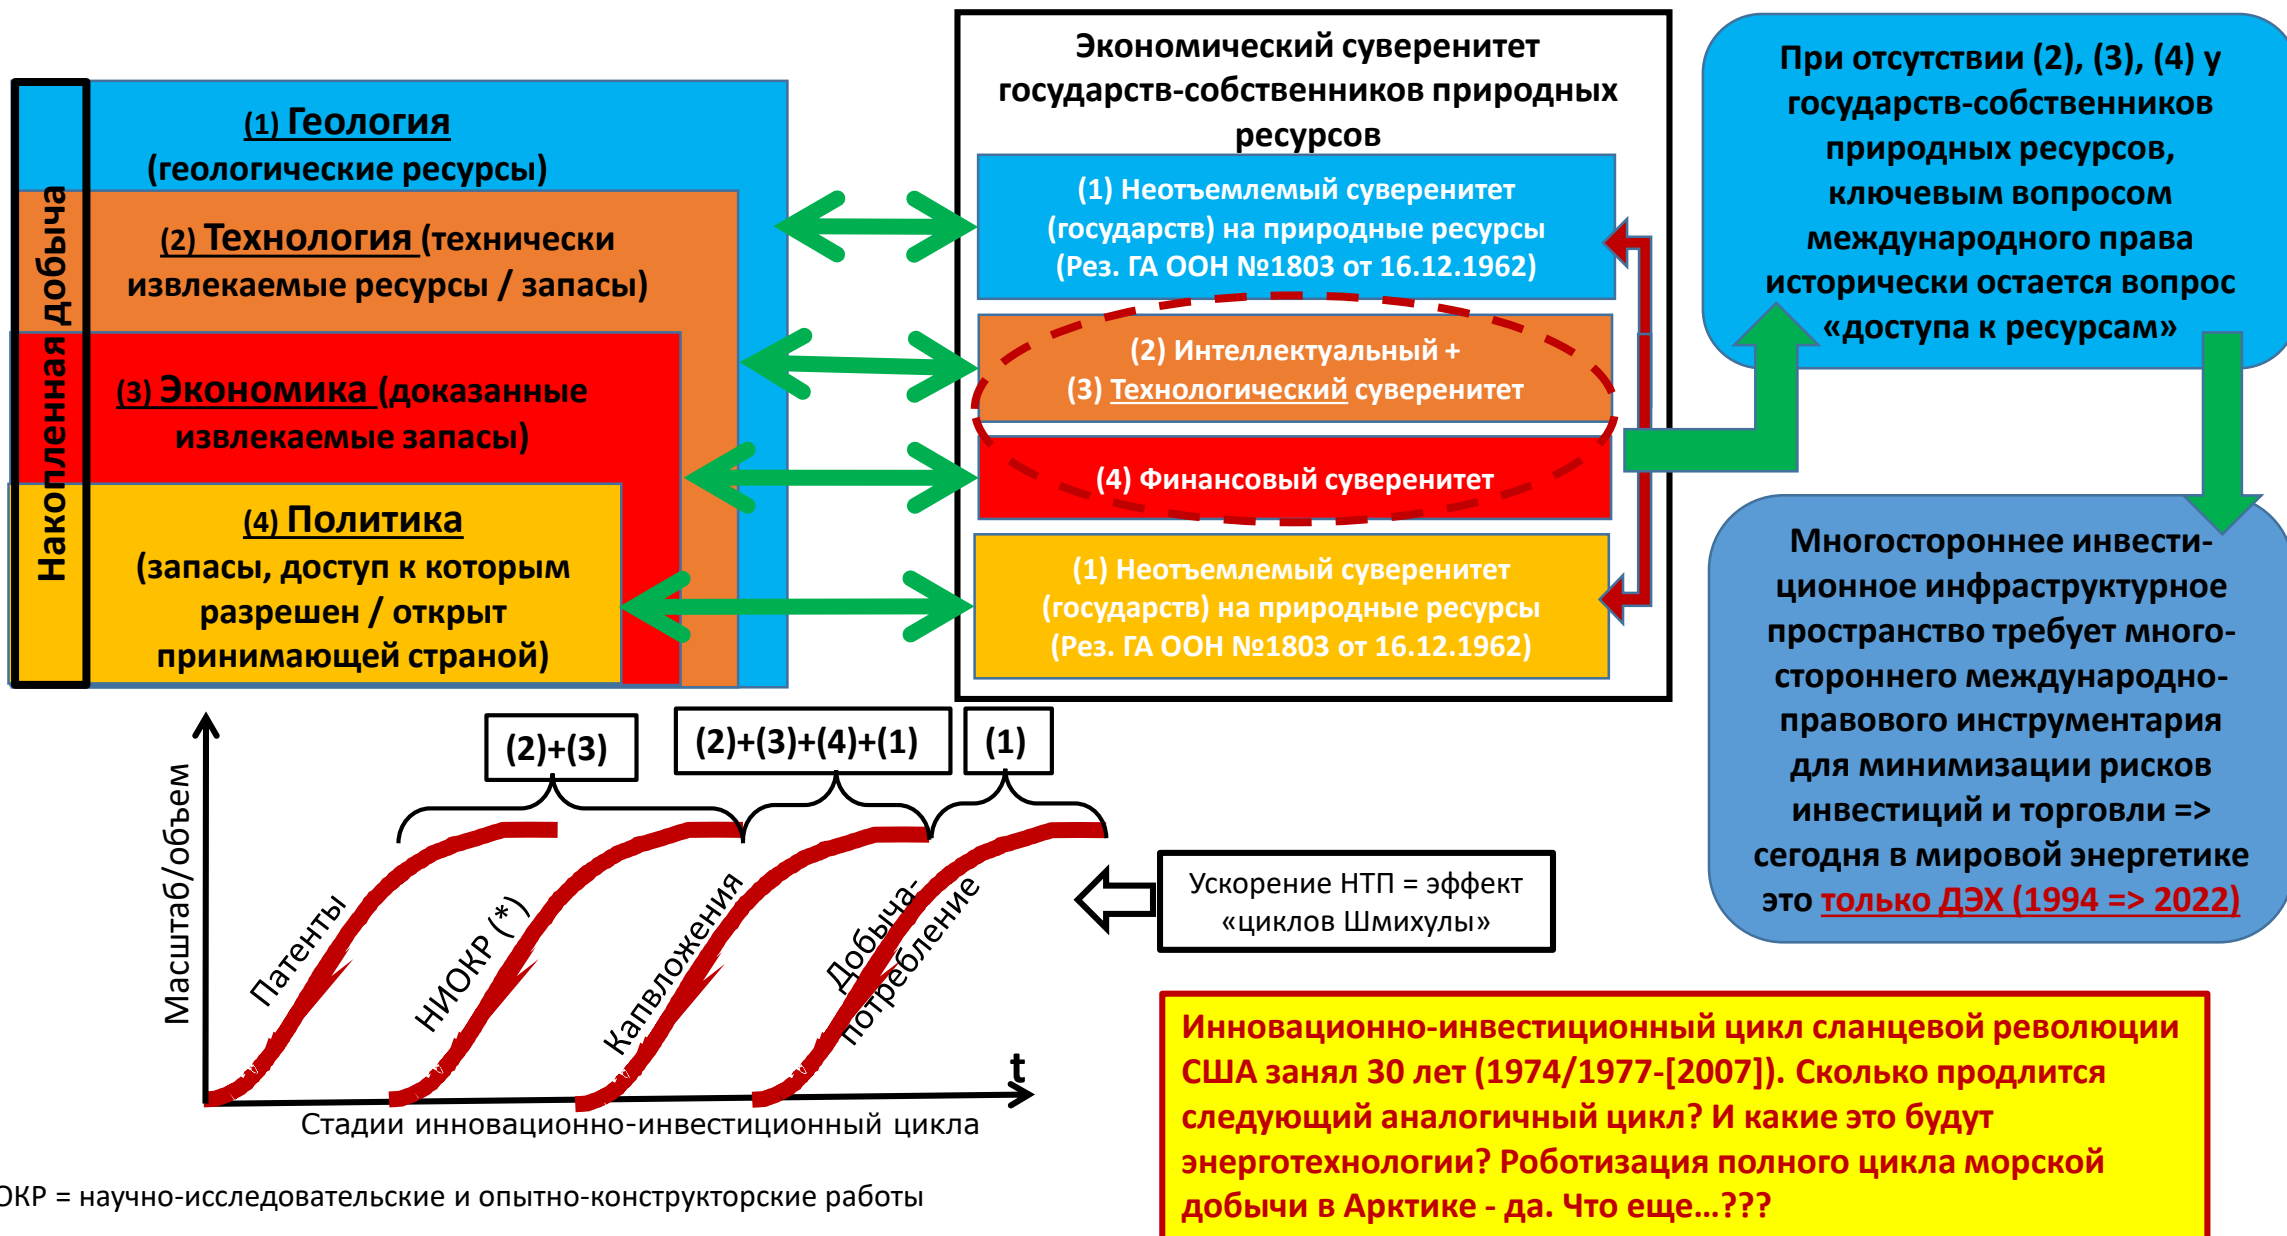 Накопленная добыча
(1) Геология
(геологические ресурсы)
(2) Технология (технически
извлекаемые ресурсы / запасы)
(3) Экономика (доказанные
извлекаемые запасы)
(4) Политика
(запасы, доступ к которым
разрешен / открыт
принимающей страной)
Экономический суверенитет
государств-собственников природных
ресурсов
(1) Неотъемлемый суверенитет
(государств) на природные ресурсы
(Рез. ГА ООН №1803 от 16.12.1962)
(2) Интеллектуальный +
(3) Технологический суверенитет
(4) Финансовый суверенитет
(1) Неотъемлемый суверенитет
(государств) на природные ресурсы
(Рез. ГА ООН №1803 от 16.12.1962)
При отсутствии (2), (3), (4) у
государств-собственников
природных ресурсов,
ключевым вопросом
международного права
исторически остается вопрос
«доступа к ресурсам»
Многостороннее инвести-
ционное инфраструктурное
пространство требует много-
стороннего международно-
правового инструментария
для минимизации рисков
инвестиций и торговли =>
сегодня в мировой энергетике
это только ДЭХ (1994 => 2022)
Масштаб/объем
(2)+(3)
(2)+(3)+(4)+(1)
(1)
Патенты
НИОКР (*)
Капвложения
Добыча-
потребление
t
Стадии инновационно-инвестиционный цикла
Ускорение НТП = эффект
«циклов Шмихулы»
Инновационно-инвестиционный цикл сланцевой революции
США занял 30 лет (1974/1977-[2007]). Сколько продлится
следующий аналогичный цикл? И какие это будут
энерготехнологии? Роботизация полного цикла морской
добычи в Арктике - да. Что еще…???
ОКР = научно-исследовательские и опытно-конструкторские работы